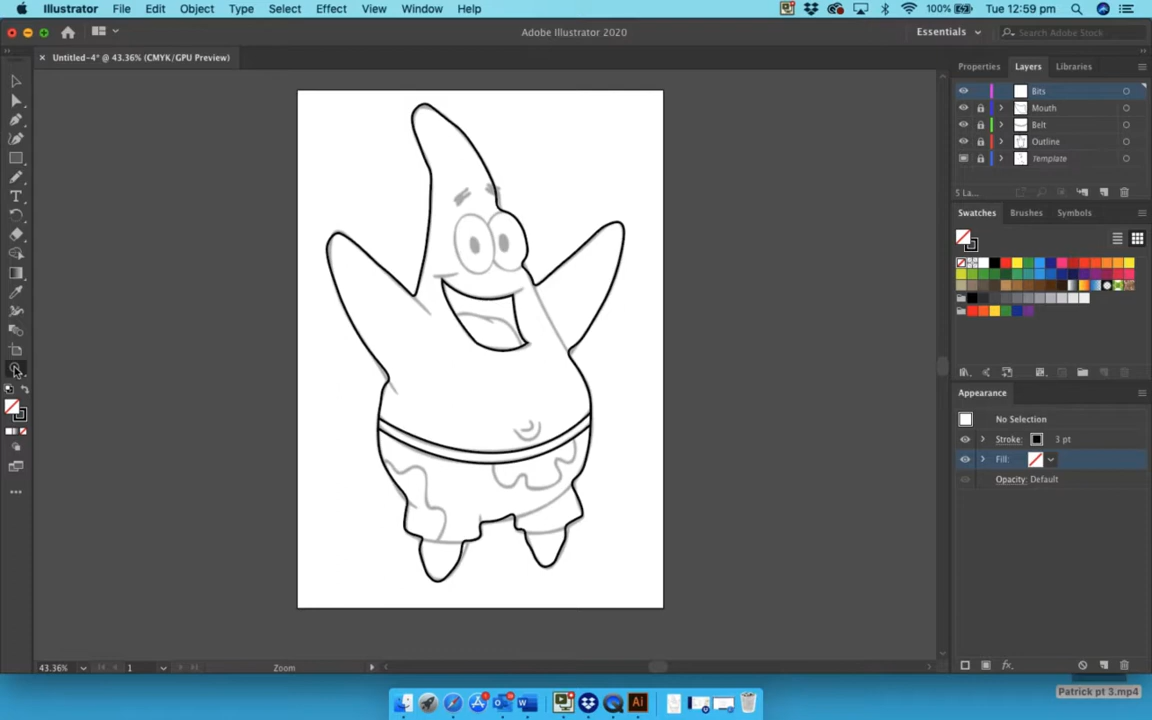 Illustrator File Edit Object Type Select Effect View Window Help 100% Tue 12:59 pm
Adobe Illustrator 2020 Essentials Search Adobe Stock
Untitled-4* @ 43.36% (CMYK/GPU Preview)
Properties Layers Libraries
Bits
Mouth
Belt
Outline
Template
5 La...
Swatches Brushes Symbols
Appearance
No Selection
Stroke: 3 pt
Fill:
Opacity: Default
43.36% 1 Zoom
Patrick pt 3.mp4